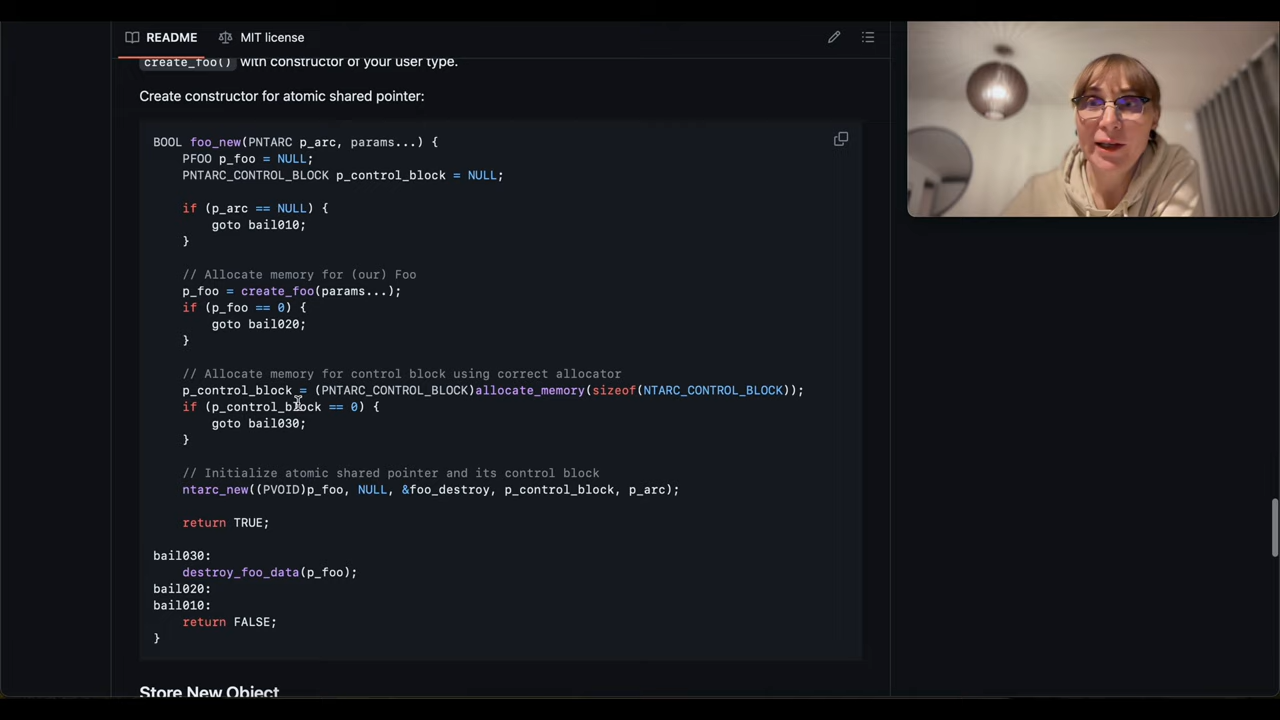 README
MIT license
create_foo() with constructor of your user type.
Create constructor for atomic shared pointer:
BOOL foo_new(PNTARC p_arc, params...) {
PFOO p_foo = NULL;
PNTARC_CONTROL_BLOCK p_control_block = NULL;
if (p_arc == NULL) {
goto bail010;
}
// Allocate memory for (our) Foo
p_foo = create_foo(params...);
if (p_foo == 0) {
goto bail020;
}
// Allocate memory for control block using correct allocator
p_control_block = (PNTARC_CONTROL_BLOCK)allocate_memory(sizeof(NTARC_CONTROL_BLOCK));
if (p_control_block == 0) {
goto bail030;
}
// Initialize atomic shared pointer and its control block
ntarc_new((PVOID)p_foo, NULL, &foo_destroy, p_control_block, p_arc);
return TRUE;
bail030:
destroy_foo_data(p_foo);
bail020:
bail010:
return FALSE;
}
Store New Object